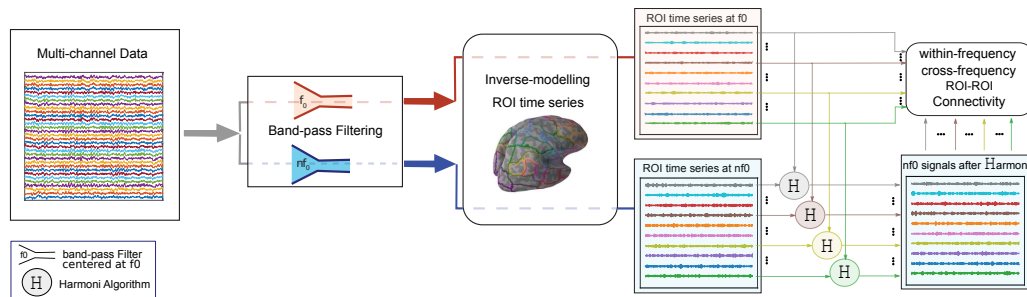 Multi-channel Data
f0
nf0
Band-pass Filtering
Inverse-modelling
ROI time series
ROI time series at f0
ROI time series at nf0
H
H
H
H
within-frequency
cross-frequency
ROI-ROI
Connectivity
nf0 signals after Harmoni
f0
band-pass Filter
centered at f0
H
Harmoni Algorithm